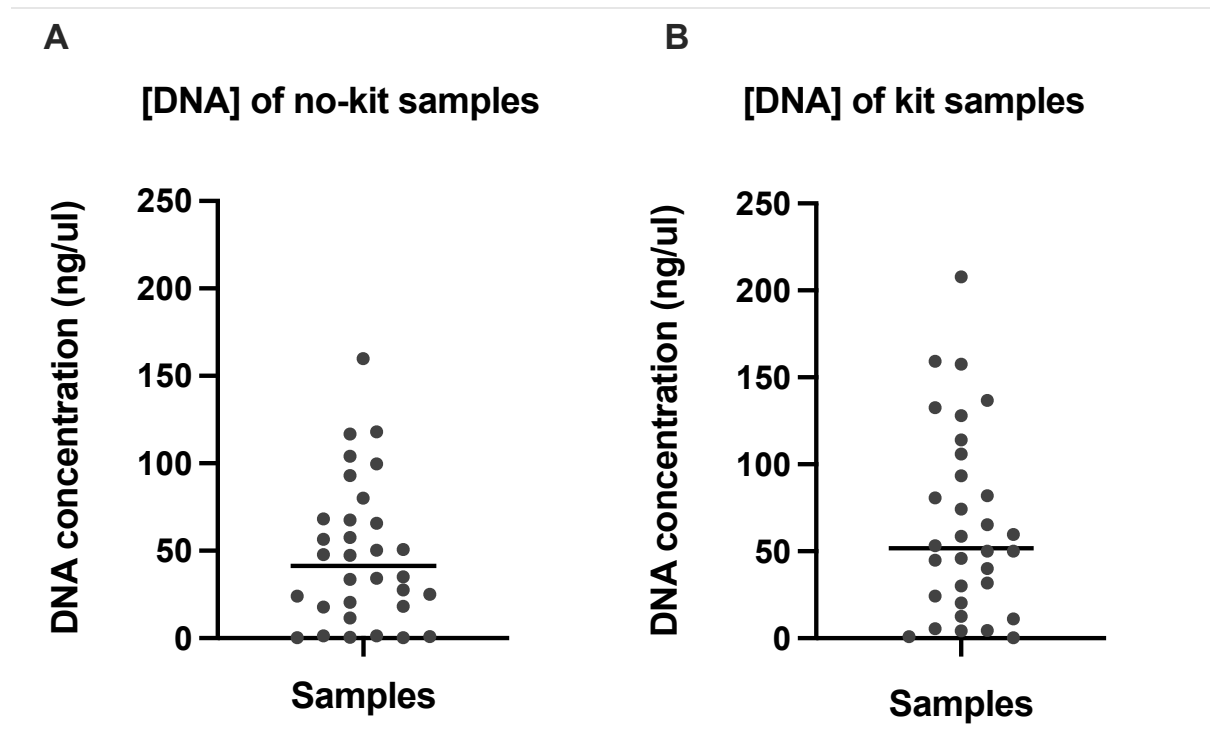 A
B
[DNA] of no-kit samples
[DNA] of kit samples
DNA concentration (ng/ul)
250
200
150
100
50
0
Samples
DNA concentration (ng/ul)
250
200
150
100
50
0
Samples